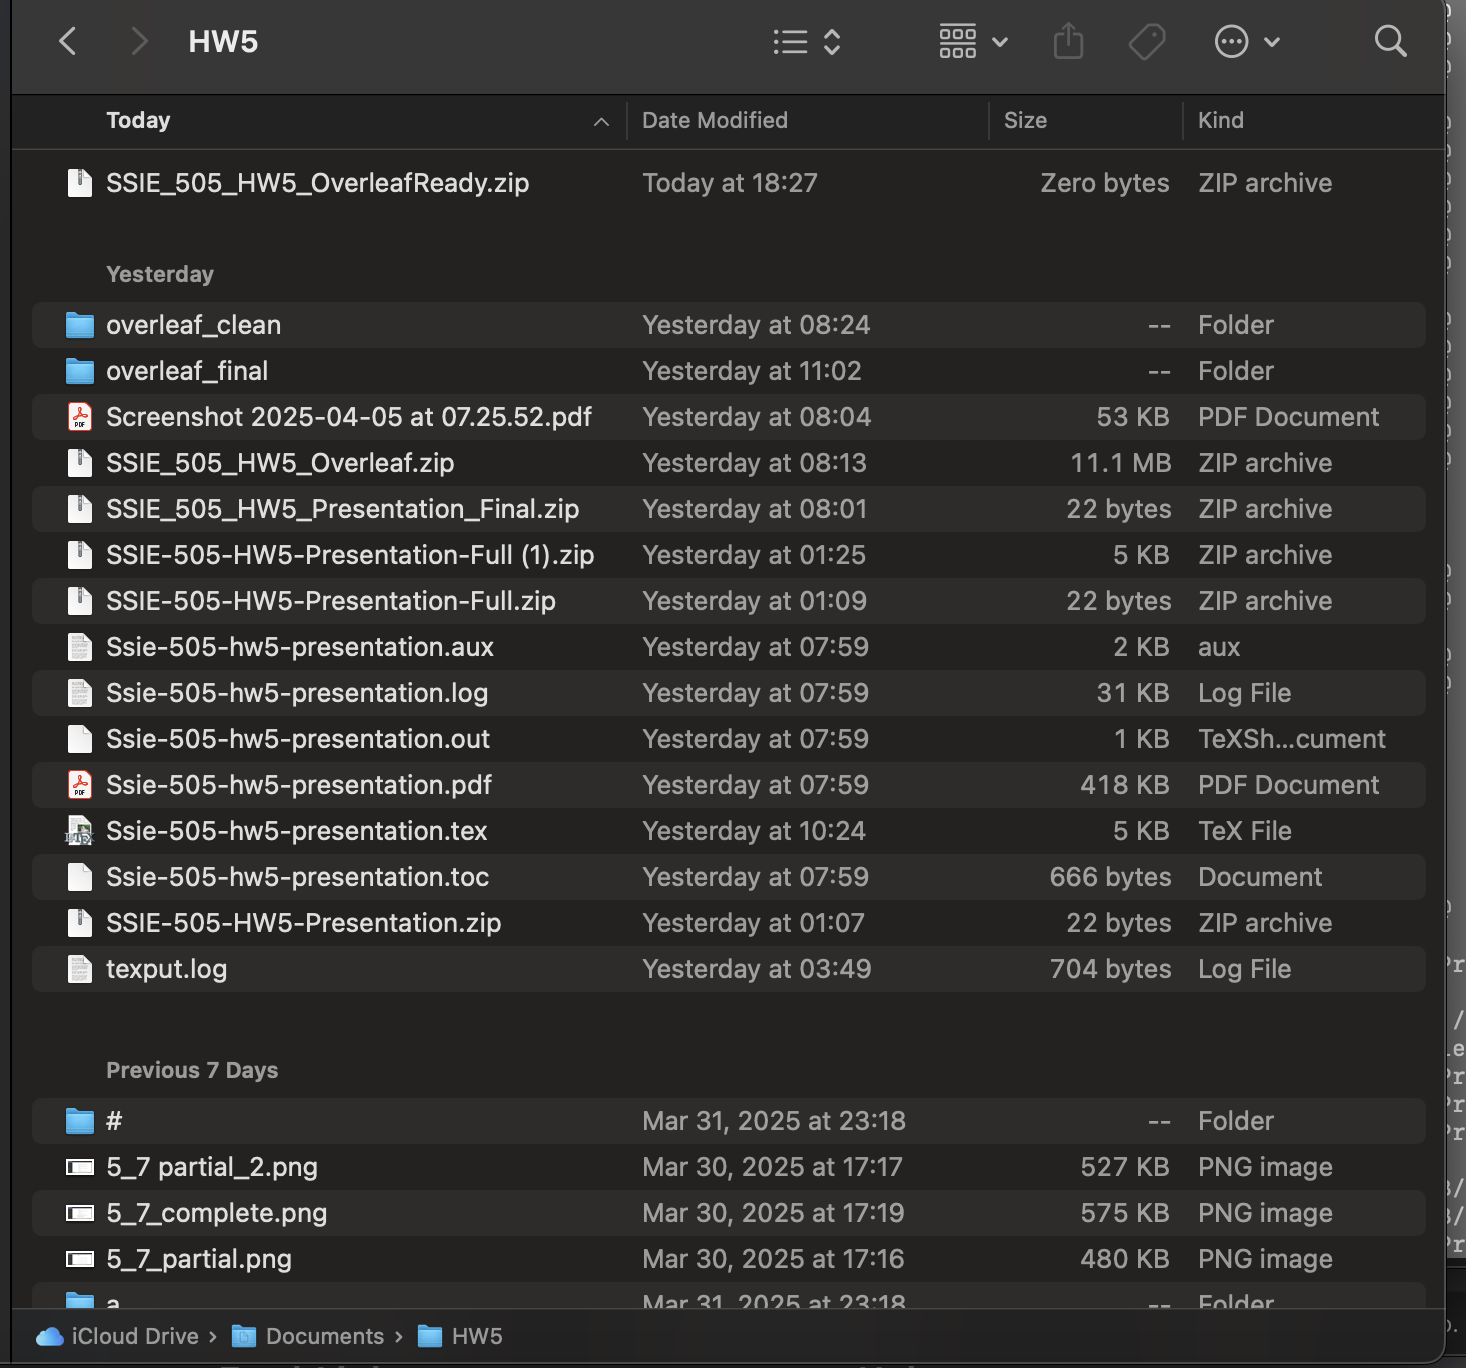 HW5
Today Date Modified Size Kind
SSIE_505_HW5_OverleafReady.zip Today at 18:27 Zero bytes ZIP archive
Yesterday
overleaf_clean Yesterday at 08:24 -- Folder
overleaf_final Yesterday at 11:02 -- Folder
Screenshot 2025-04-05 at 07.25.52.pdf Yesterday at 08:04 53 KB PDF Document
SSIE_505_HW5_Overleaf.zip Yesterday at 08:13 11.1 MB ZIP archive
SSIE_505_HW5_Presentation_Final.zip Yesterday at 08:01 22 bytes ZIP archive
SSIE-505-HW5-Presentation-Full (1).zip Yesterday at 01:25 5 KB ZIP archive
SSIE-505-HW5-Presentation-Full.zip Yesterday at 01:09 22 bytes ZIP archive
Ssie-505-hw5-presentation.aux Yesterday at 07:59 2 KB aux
Ssie-505-hw5-presentation.log Yesterday at 07:59 31 KB Log File
Ssie-505-hw5-presentation.out Yesterday at 07:59 1 KB TeXSh...cument
Ssie-505-hw5-presentation.pdf Yesterday at 07:59 418 KB PDF Document
Ssie-505-hw5-presentation.tex Yesterday at 10:24 5 KB TeX File
Ssie-505-hw5-presentation.toc Yesterday at 07:59 666 bytes Document
SSIE-505-HW5-Presentation.zip Yesterday at 01:07 22 bytes ZIP archive
texput.log Yesterday at 03:49 704 bytes Log File
Previous 7 Days
# Mar 31, 2025 at 23:18 -- Folder
5_7 partial_2.png Mar 30, 2025 at 17:17 527 KB PNG image
5_7_complete.png Mar 30, 2025 at 17:19 575 KB PNG image
5_7_partial.png Mar 30, 2025 at 17:16 480 KB PNG image
a Mar 31, 2025 at 23:18 -- Folder
iCloud Drive › Documents › HW5